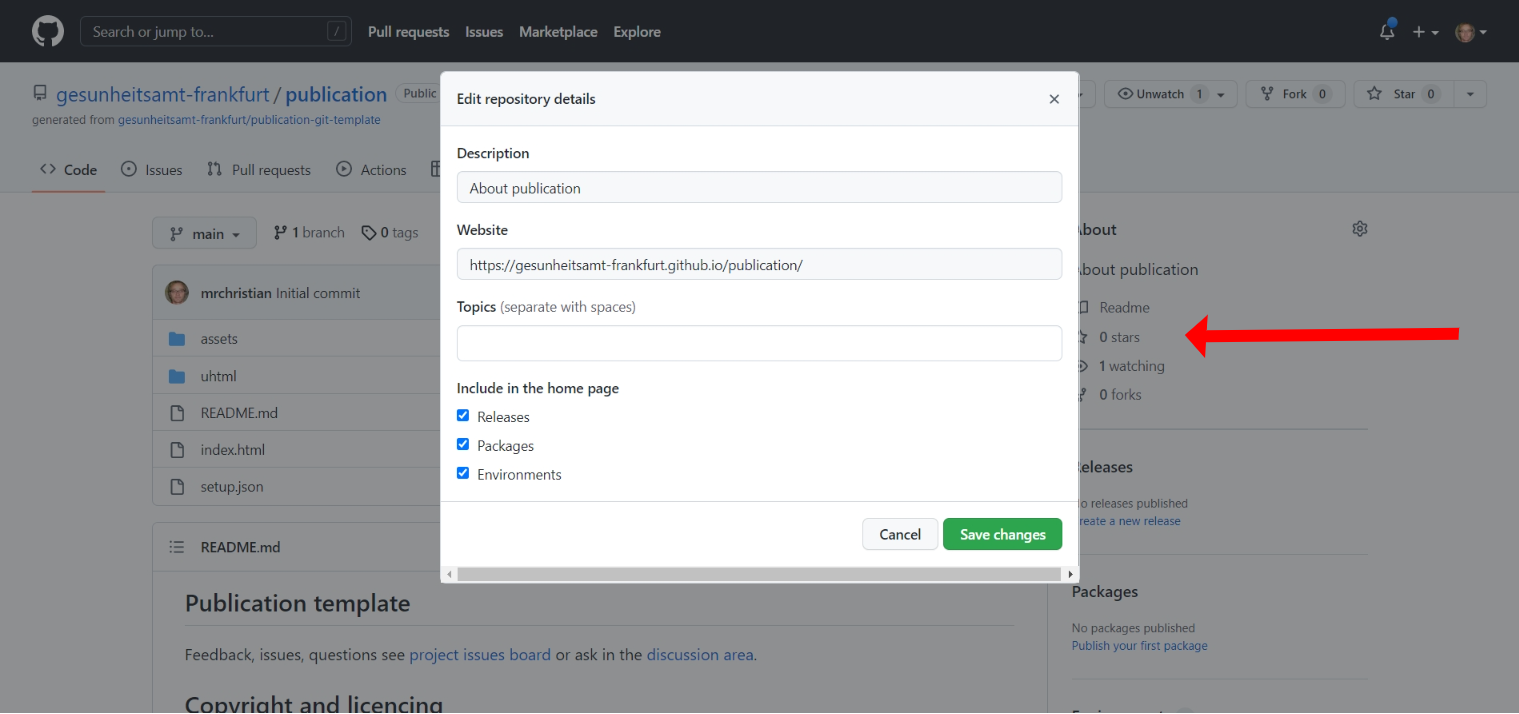 Search or jump to...
/
Pull requests
Issues
Marketplace
Explore
gesunheitsamt-frankfurt / publication
Public
generated from gesunheitsamt-frankfurt/publication-git-template
Unwatch 1
Fork 0
Star 0
Code
Issues
Pull requests
Actions
Edit repository details
Description
About publication
Website
https://gesunheitsamt-frankfurt.github.io/publication/
Topics (separate with spaces)
Include in the home page
Releases
Packages
Environments
Cancel
Save changes
main
1 branch
0 tags
mrchristian Initial commit
assets
uhtml
README.md
index.html
setup.json
README.md
Publication template
Feedback, issues, questions see project issues board or ask in the discussion area.
Copyright and licencing
bout
bout publication
Readme
0 stars
1 watching
0 forks
eleases
o releases published
reate a new release
Packages
No packages published
Publish your first package